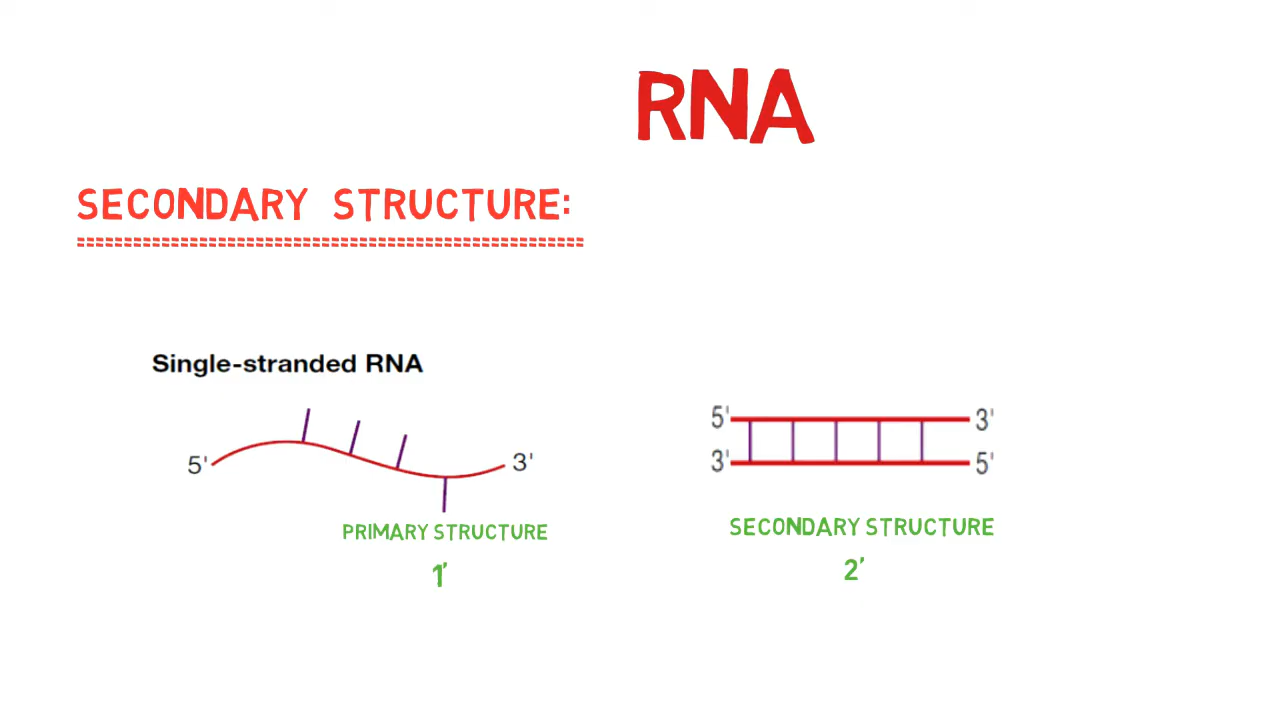 RNA
SECONDARY STRUCTURE:
Single-stranded RNA
5' 3'
PRIMARY STRUCTURE
1'
5' 3'
3' 5'
SECONDARY STRUCTURE
2'